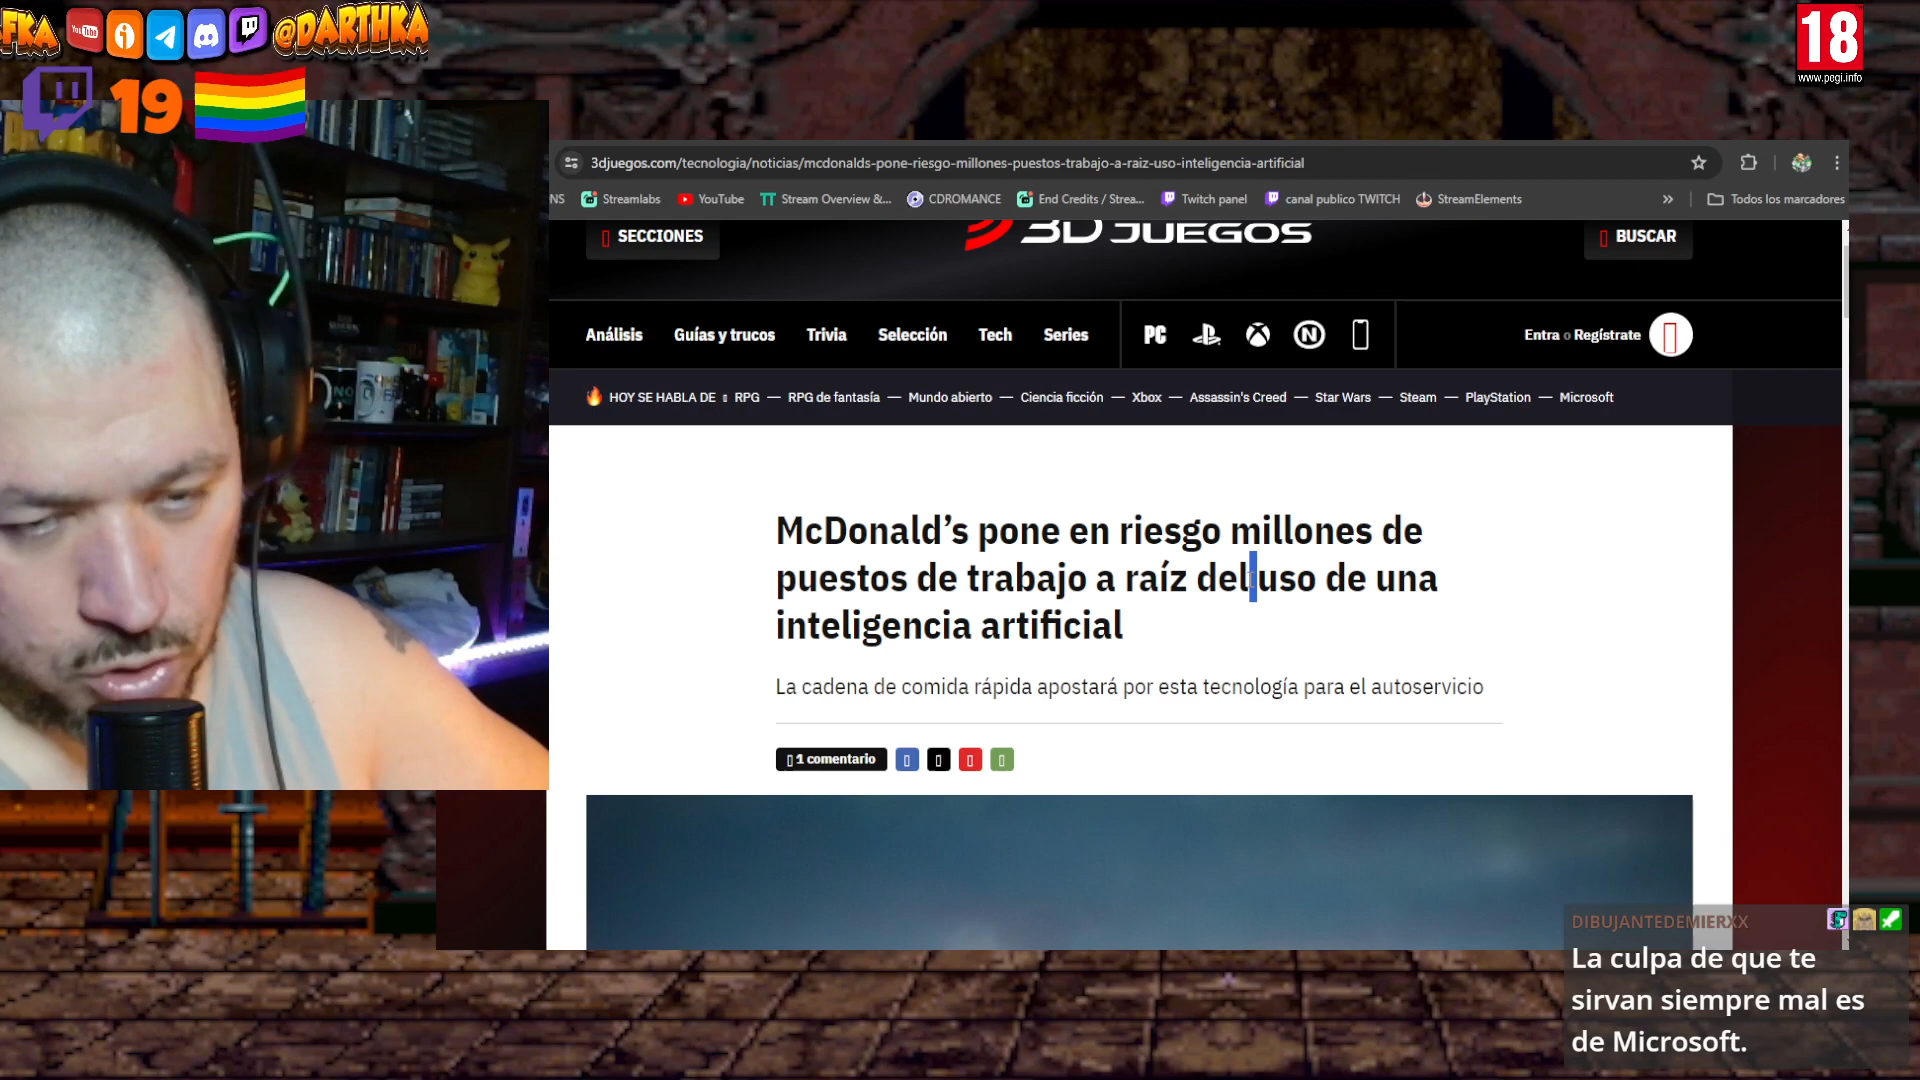 FKA
@DARTHKA
19
18
www.pegi.info
3djuegos.com/tecnologia/noticias/mcdonalds-pone-riesgo-millones-puestos-trabajo-a-raiz-uso-inteligencia-artificial
NS Streamlabs YouTube Stream Overview &... CDROMANCE End Credits / Strea... Twitch panel canal publico TWITCH StreamElements » Todos los marcadores
SECCIONES
3D JUEGOS
BUSCAR
Análisis Guías y trucos Trivia Selección Tech Series PC Entra o Regístrate
HOY SE HABLA DE RPG — RPG de fantasía — Mundo abierto — Ciencia ficción — Xbox — Assassin's Creed — Star Wars — Steam — PlayStation — Microsoft
McDonald’s pone en riesgo millones de
puestos de trabajo a raíz del uso de una
inteligencia artificial
La cadena de comida rápida apostará por esta tecnología para el autoservicio
1 comentario
DIBUJANTEDEMIERXX
La culpa de que te
sirvan siempre mal es
de Microsoft.